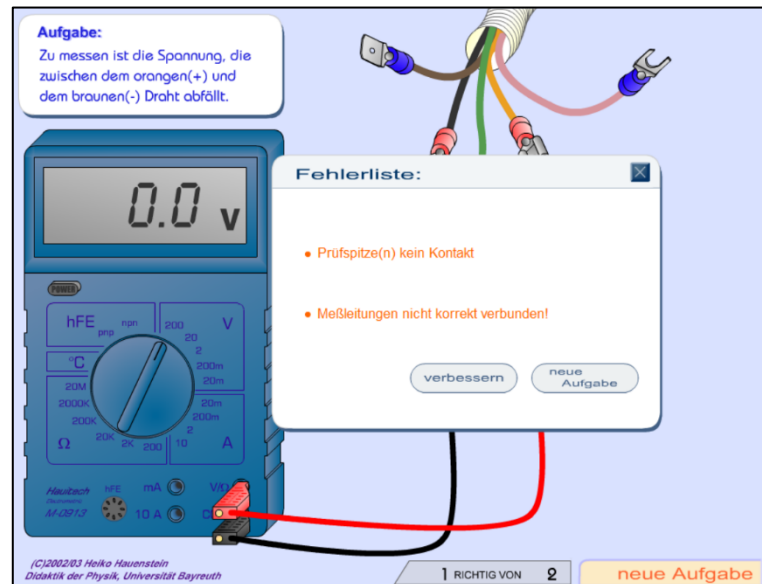 Aufgabe:
Zu messen ist die Spannung, die
zwischen dem orangen(+) und
dem braunen(-) Draht abfällt.
0.0 V
POWER
hFE
pnp
npn
200
V
20
2
200m
20m
°C
20M
2000K
200K
20K
2K
200
Ω
20m
200m
2
10
A
Hautech
M-0913
hFE
mA
10 A
V/Ω
Fehlerliste:
• Prüfspitze(n) kein Kontakt
• Meßleitungen nicht korrekt verbunden!
verbessern
neue
Aufgabe
(C)2002/03 Heiko Hauenstein
Didaktik der Physik, Universität Bayreuth
1 RICHTIG VON 2
neue Aufgabe